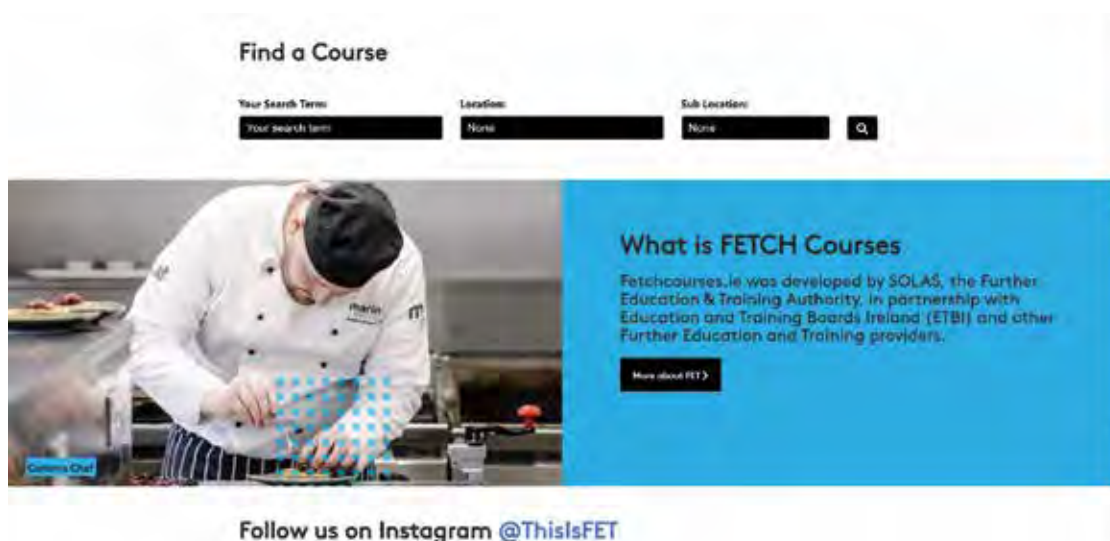 Find a Course
Your Search Term: Location: Sub Location:
Your search term None None
marin
What is FETCH Courses
Fetchcourses.ie was developed by SOLAS, the Further
Education & Training Authority, in partnership with
Education and Training Boards Ireland (ETBI) and other
Further Education and Training providers.
More about FET
Commis Chef
Follow us on Instagram @ThisIsFET